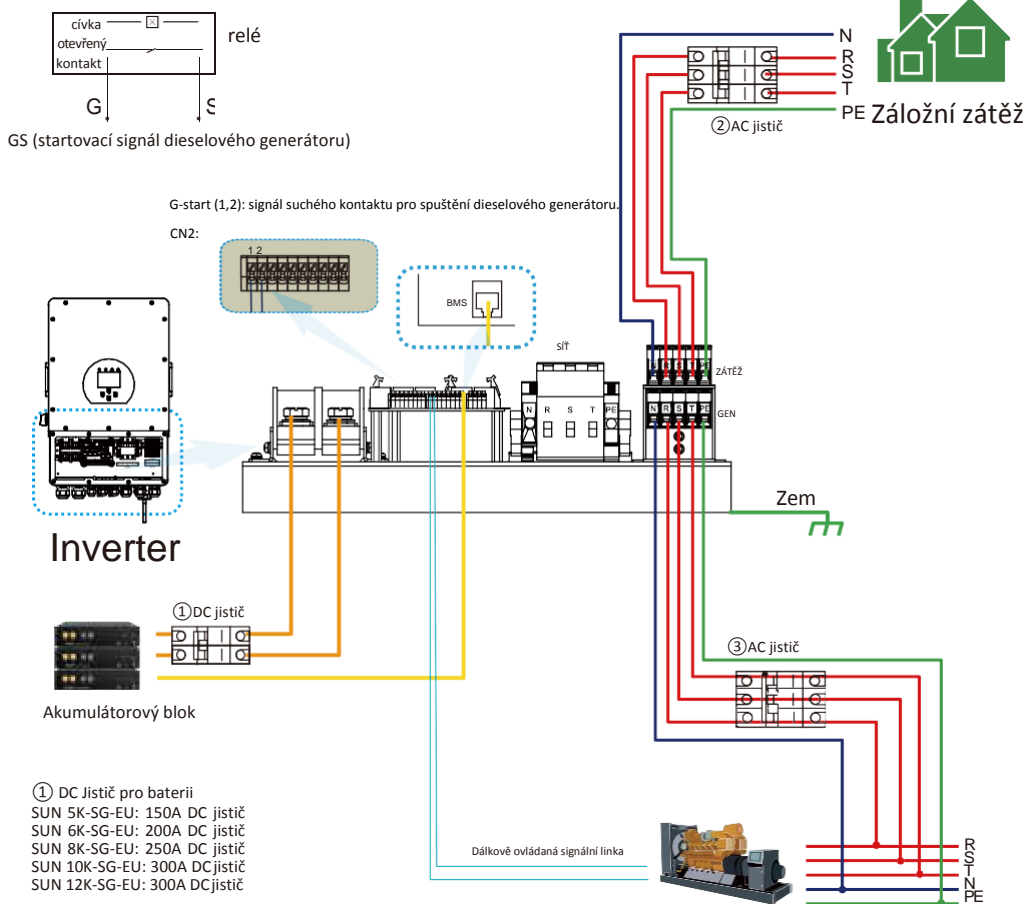 cívka
otevřený
kontakt
relé
G
S
GS (startovací signál dieselového generátoru)
N
R
S
T
PE
Záložní zátěž
②AC jistič
G-start (1,2): signál suchého kontaktu pro spuštění dieselového generátoru.
CN2:
1 2
BMS
SÍŤ
N R S T PE
N R S T PE
ZÁTĚŽ
N R S T PE
GEN
Zem
Inverter
①DC jistič
③AC jistič
Akumulátorový blok
① DC Jistič pro baterii
SUN 5K-SG-EU: 150A DC jistič
SUN 6K-SG-EU: 200A DC jistič
SUN 8K-SG-EU: 250A DC jistič
SUN 10K-SG-EU: 300A DC jistič
SUN 12K-SG-EU: 300A DC jistič
Dálkově ovládaná signální linka
R
S
T
N
PE